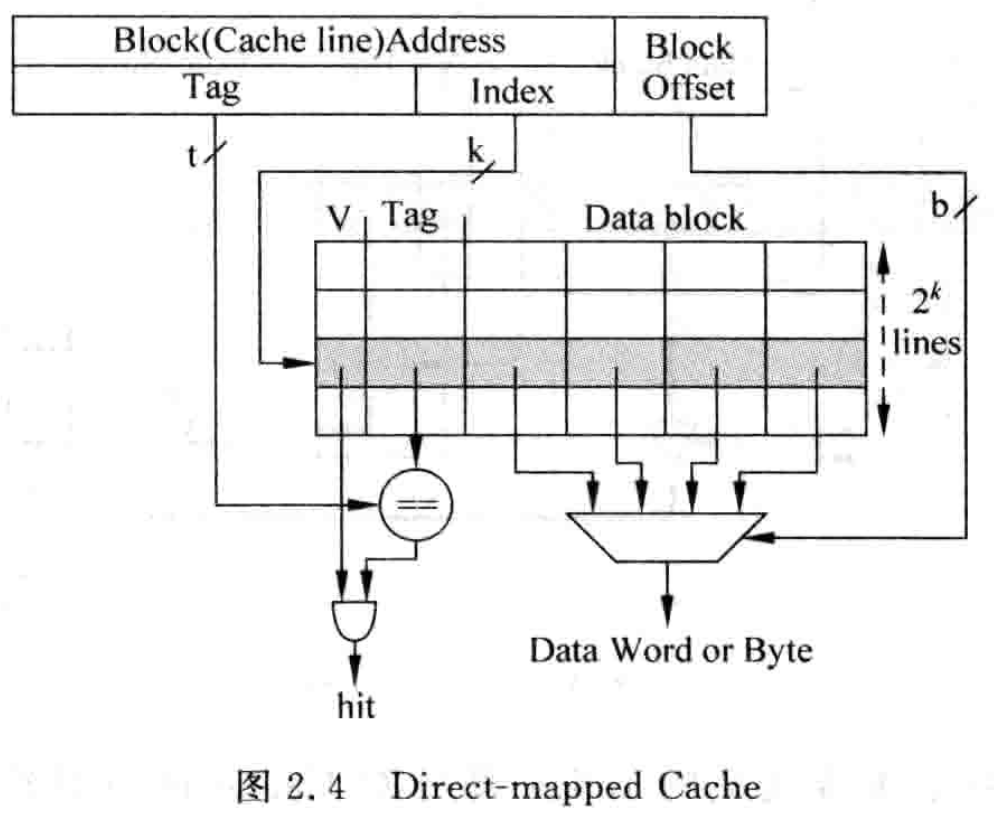 Block(Cache line)Address
Block Offset
Tag
Index
t
k
b
V
Tag
Data block
2^k
lines
==
hit
Data Word or Byte
图 2.4 Direct-mapped Cache